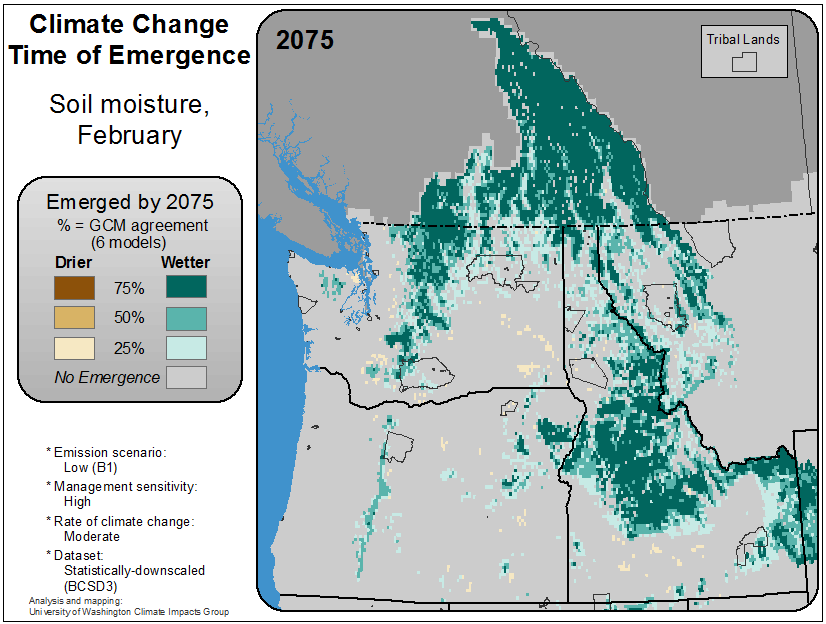 Climate Change
Time of Emergence
Soil moisture,
February
Emerged by 2075
% = GCM agreement
(6 models)
Drier Wetter
75%
50%
25%
No Emergence
* Emission scenario:
Low (B1)
* Management sensitivity:
High
* Rate of climate change:
Moderate
* Dataset:
Statistically-downscaled
(BCSD3)
Analysis and mapping:
University of Washington Climate Impacts Group
2075
Tribal Lands